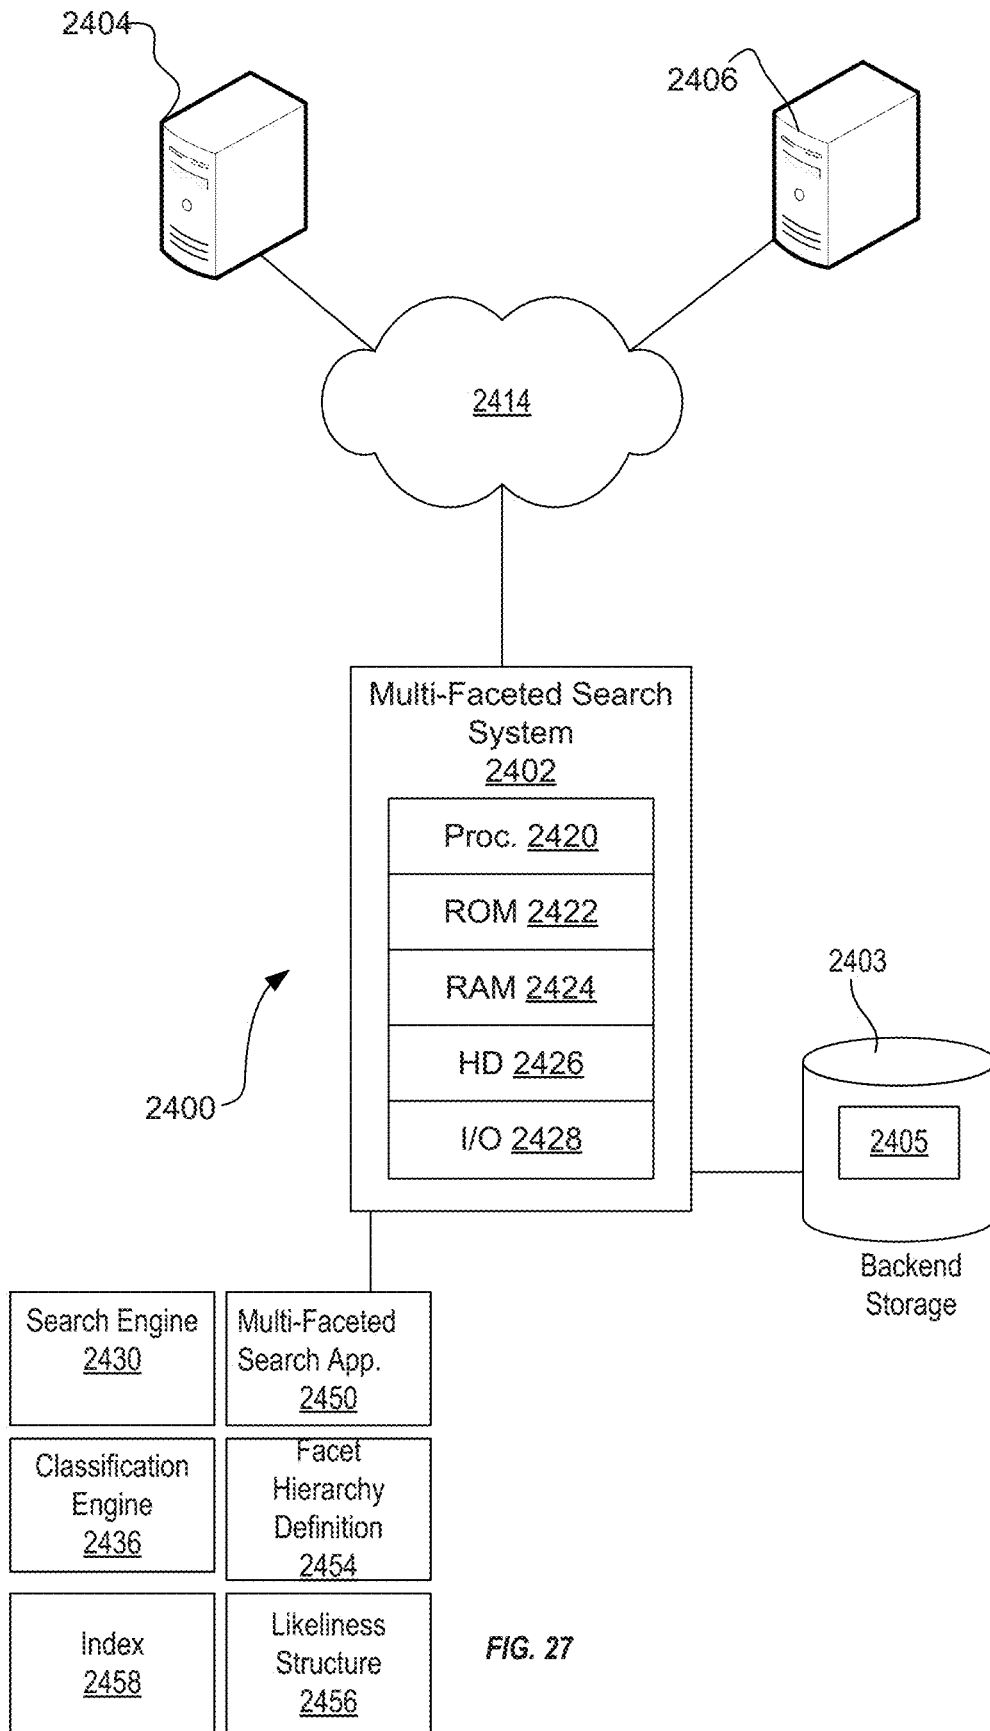 2404
2406
2414
Multi-Faceted Search
System
2402
Proc. 2420
ROM 2422
RAM 2424
HD 2426
I/O 2428
2400
2403
2405
Backend
Storage
Search Engine
2430
Multi-Faceted
Search App.
2450
Classification
Engine
2436
Facet
Hierarchy
Definition
2454
Index
2458
Likeliness
Structure
2456
FIG. 27